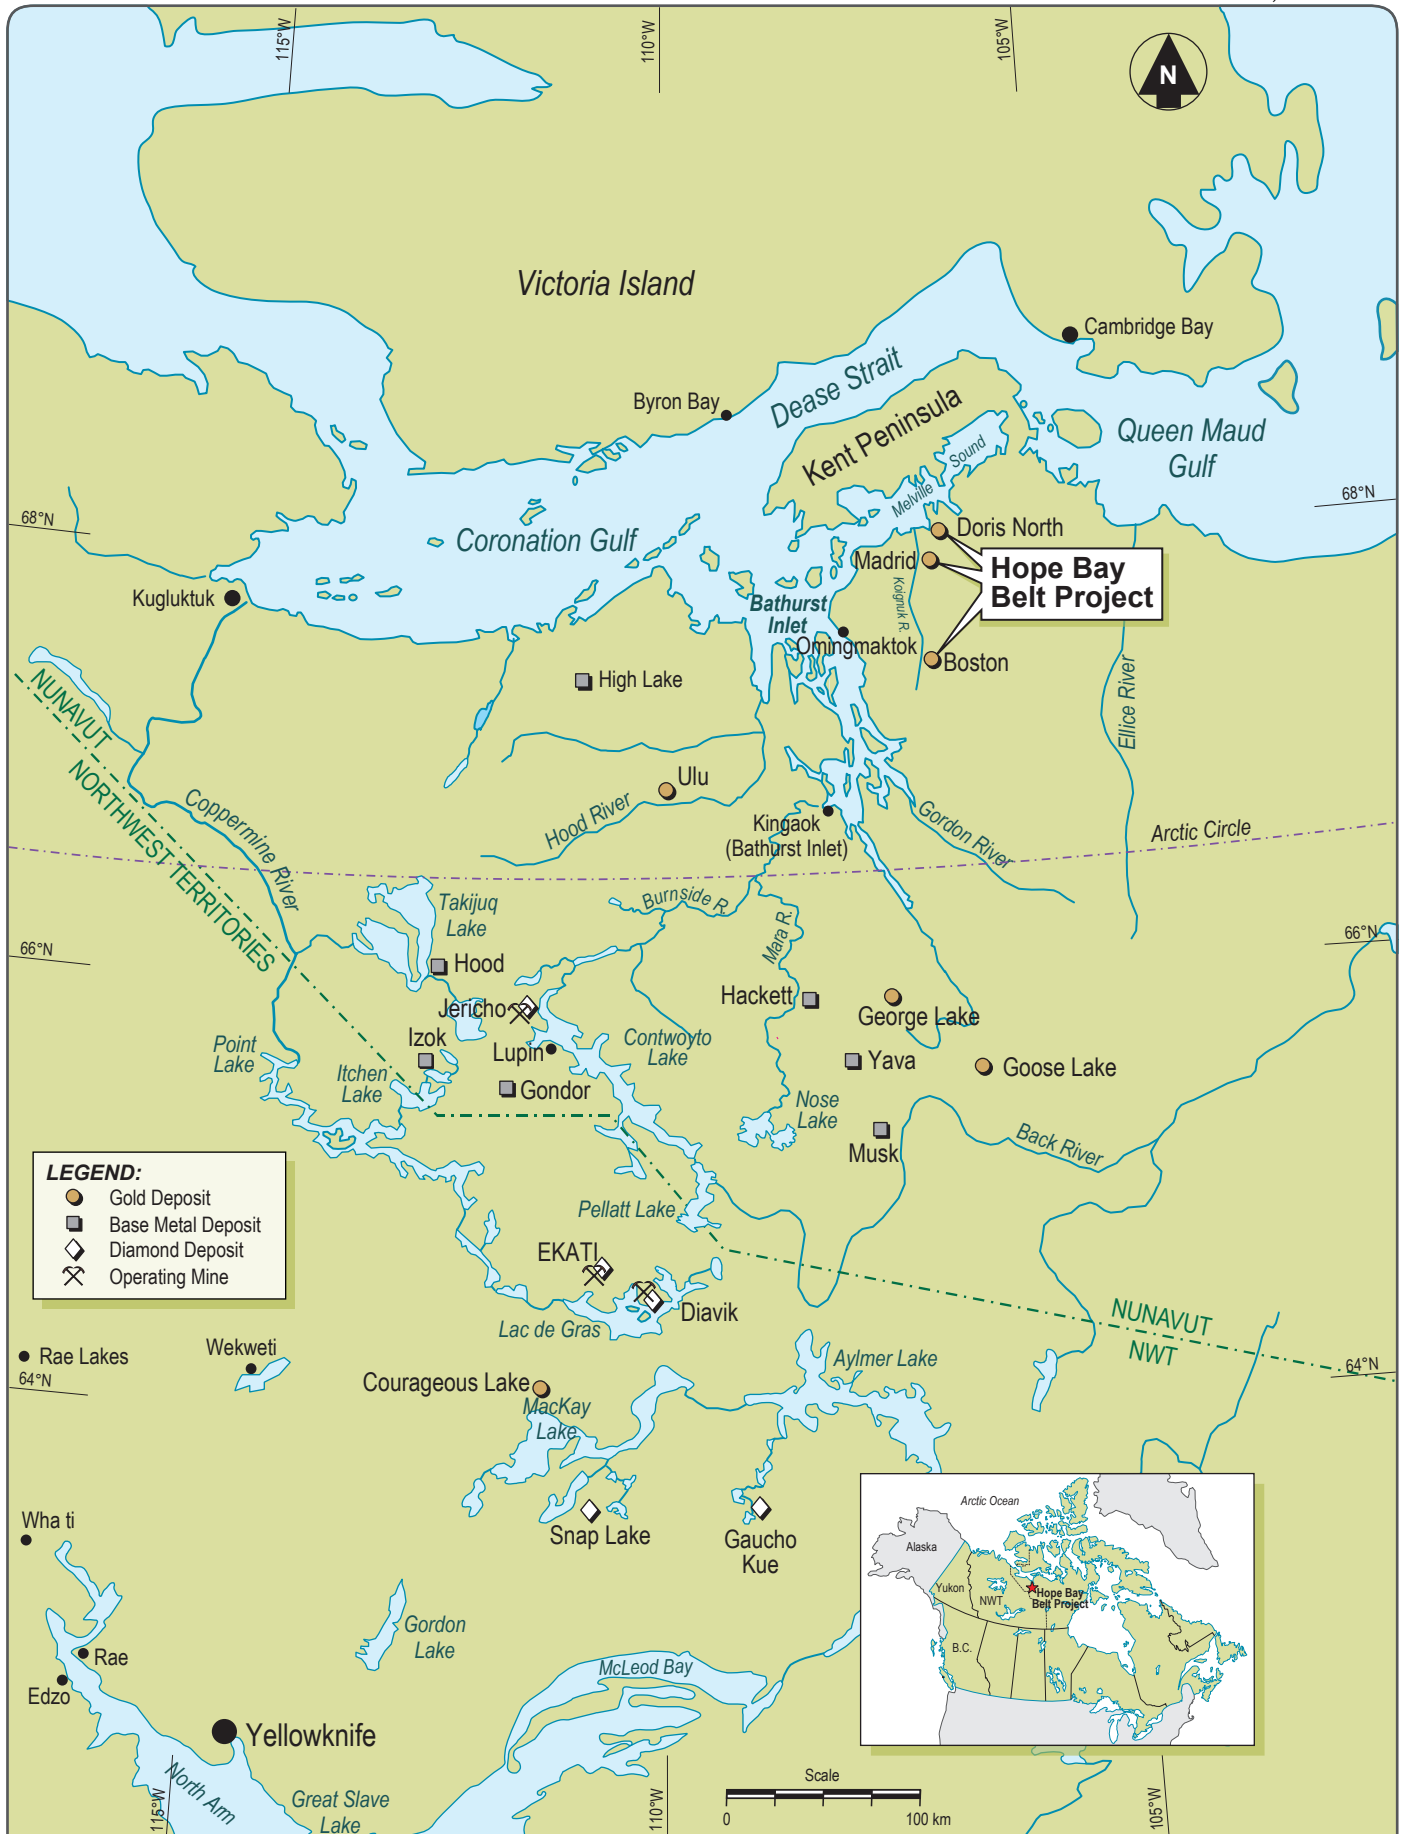 115°W
110°W
105°W
N
Victoria Island
Cambridge Bay
Dease Strait
Byron Bay
Kent Peninsula
Queen Maud
Gulf
Melville
Sound
68°N
68°N
Coronation Gulf
Doris North
Madrid
Hope Bay
Belt Project
Kugluktuk
Bathurst
Inlet
Koignuk R.
Omingmaktok
Boston
High Lake
Ellice River
NUNAVUT
NORTHWEST TERRITORIES
Ulu
Coppermine River
Hood River
Kingaok
(Bathurst Inlet)
Gordon River
Arctic Circle
Takijuq
Lake
Burnside R.
Mara R.
66°N
66°N
Hood
Hackett
Jericho
George Lake
Izok
Lupin
Contwoyto
Lake
Point
Lake
Itchen
Lake
Gondor
Yava
Goose Lake
Nose
Lake
Musk
Back River
LEGEND:
Gold Deposit
Base Metal Deposit
Diamond Deposit
Operating Mine
Pellatt Lake
EKATI
Diavik
Lac de Gras
NUNAVUT
NWT
Rae Lakes
Wekweti
Aylmer Lake
64°N
64°N
Courageous Lake
MacKay
Lake
Snap Lake
Gaucho
Kue
Wha ti
Arctic Ocean
Alaska
Yukon
NWT
Hope Bay
Belt Project
B.C.
Gordon
Lake
Rae
Edzo
McLeod Bay
Yellowknife
North Arm
Great Slave
Lake
Scale
0
100 km
115°W
110°W
105°W